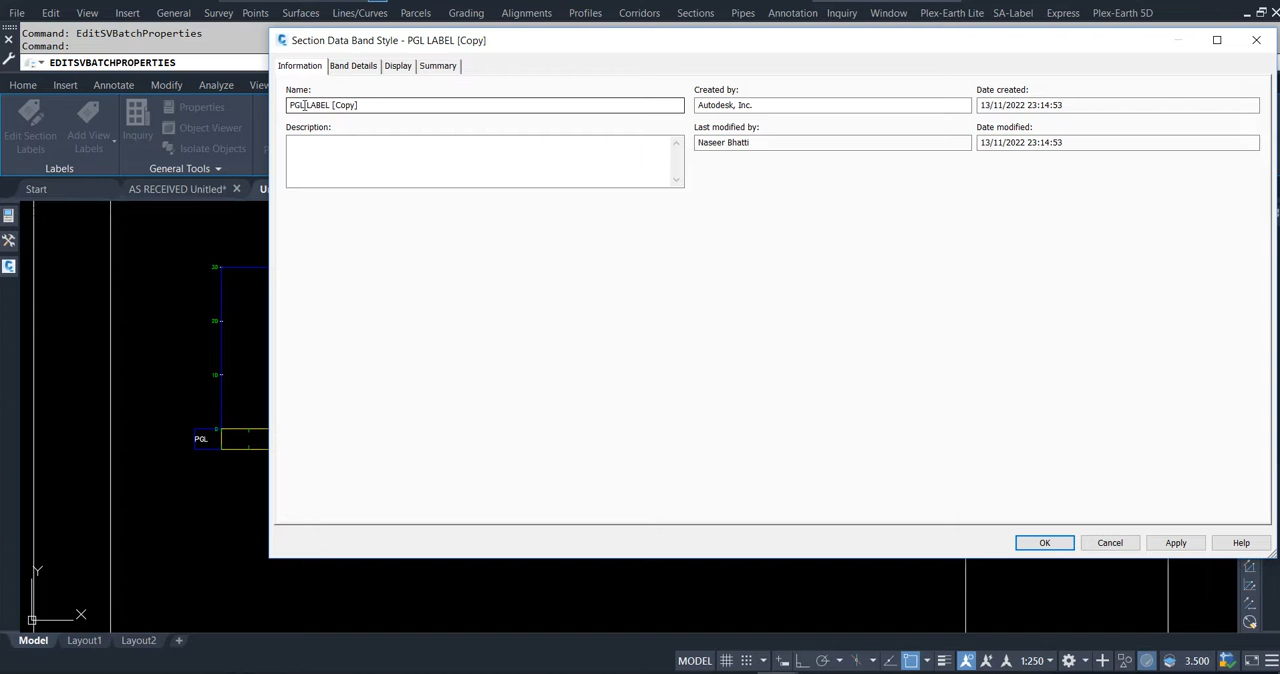 File Edit View Insert General Survey Points Surfaces Lines/Curves Parcels Grading Alignments Profiles Corridors Sections Pipes Annotation Inquiry Window Plex-Earth Lite SA-Label Express Plex-Earth 5D
Command: EditSVBatchProperties
Command:
EDITSVBATCHPROPERTIES
Section Data Band Style - PGL LABEL [Copy]
Information Band Details Display Summary
Name:
PGL LABEL [Copy]
Description:
Created by:
Autodesk, Inc.
Date created:
13/11/2022 23:14:53
Last modified by:
Naseer Bhatti
Date modified:
13/11/2022 23:14:53
Home Insert Annotate Modify Analyze
Edit Section Labels
Add View Labels
Inquiry
Properties
Object Viewer
Isolate Objects
Labels
General Tools
Start AS RECEIVED Unitled*
30
20
10
0
PGL
OK Cancel Apply Help
Y
X
Model Layout1 Layout2 +
MODEL 1:250 3.500